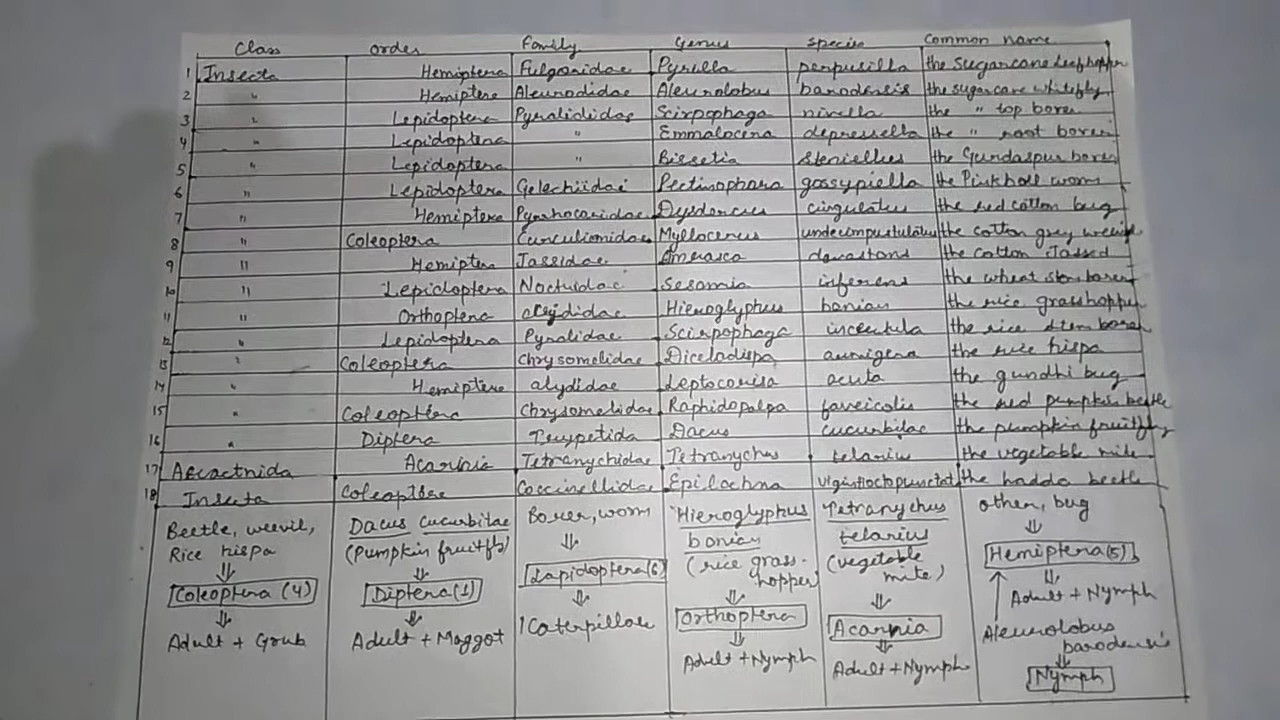 Class order Family Genus species Common name
1 Insecta Hemiptera Fulgoridae Pyrilla perpusilla the sugarcane leafhopper
2 " Hemiptera Aleurodidae Aleurolobus barodensis the sugarcane whitefly
3 " Lepidoptera Pyralididae Scirpophaga nivella the " top borer
4 " Lepidoptera " Emmalocera depressella the " root borer
5 " Lepidoptera " Bissetia steniellus the Gurdaspur borer
6 " Lepidoptera Gelechiidae Pectinophora gossypiella the Pink boll worm
7 " Hemiptera Pyrrhocoridae Dysdercus cingulatus the red cotton bug
8 " Coleoptera Curculionidae Myllocerus undecimpustulatus the cotton grey weevil
9 " Hemiptera Jassidae Amrasca devastans the cotton Jassid
10 " Lepidoptera Noctuidae Sesamia inferens the wheat stem borer
11 " Orthoptera Hieroglyphus banian the rice grasshopper
12 " Lepidoptera Pyralidae Scirpophaga incertula the rice stem borer
13 " Coleoptera Chrysomelidae Dicladispa armigera the rice hispa
14 " Hemiptera alydidae Leptocorisa acuta the gundhi bug
15 " Coleoptera Chrysomelidae Raphidopalpa foveicolis the red pumpkin beetle
16 " Diptera Trypetida Dacus cucurbitae the pumpkin fruitfly
17 Acarinia Tetranychidae Tetranychus telarius the vegetable mite
18 Insecta Coleoptera Coccinellidae Epilachna vigintioctopunctat the hadda beetle
Beetle, weevil,
Rice hispa
⇓
Coleoptera (4)
⇓
Adult + Grub
Dacus cucurbitae
(Pumpkin fruitfly)
⇓
Diptera (1)
⇓
Adult + Maggot
Borer, worm
⇓
Lapidoptera (6)
⇓
Caterpillar
Hieroglyphus
banian
(rice grass-
hopper)
⇓
Orthoptera
⇓
Adult + Nymph
Tetranychus
telarius
(vegetable
mite)
⇓
Acarnia
⇓
Adult + Nymph
other, bug
⇓
Hemiptera (5)
⇓
Adult + Nymph
Aleurolobus
barodensis
⇓
Nymph